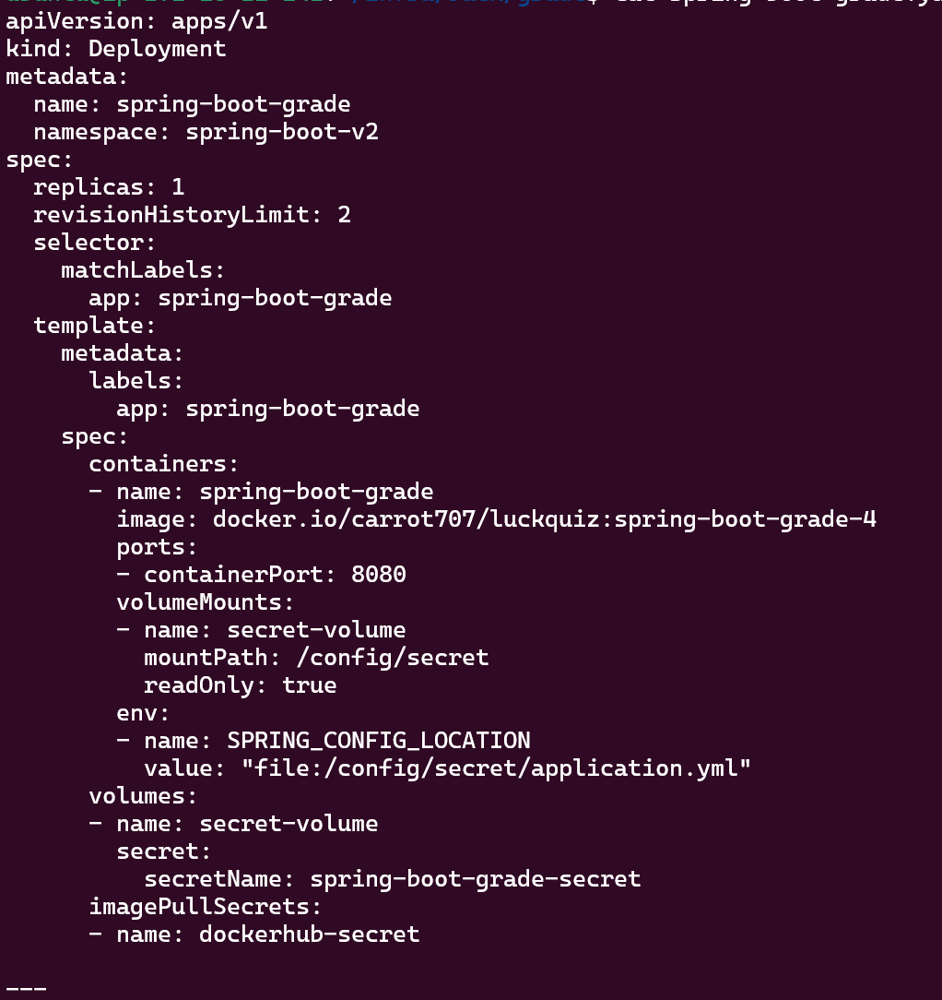 apiVersion: apps/v1
kind: Deployment
metadata:
  name: spring-boot-grade
  namespace: spring-boot-v2
spec:
  replicas: 1
  revisionHistoryLimit: 2
  selector:
    matchLabels:
      app: spring-boot-grade
  template:
    metadata:
      labels:
        app: spring-boot-grade
    spec:
      containers:
      - name: spring-boot-grade
        image: docker.io/carrot707/luckquiz:spring-boot-grade-4
        ports:
        - containerPort: 8080
        volumeMounts:
        - name: secret-volume
          mountPath: /config/secret
          readOnly: true
        env:
        - name: SPRING_CONFIG_LOCATION
          value: "file:/config/secret/application.yml"
      volumes:
      - name: secret-volume
        secret:
          secretName: spring-boot-grade-secret
      imagePullSecrets:
      - name: dockerhub-secret

---